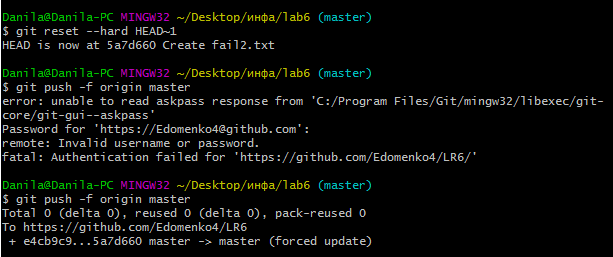 Danila@Danila-PC MINGW32 ~/Desktop/инфа/lab6 (master)
$ git reset --hard HEAD~1
HEAD is now at 5a7d660 Create fail2.txt
Danila@Danila-PC MINGW32 ~/Desktop/инфа/lab6 (master)
$ git push -f origin master
error: unable to read askpass response from 'C:/Program Files/Git/mingw32/libexec/git-
core/git-gui--askpass'
Password for 'https://Edomenko4@github.com':
remote: Invalid username or password.
fatal: Authentication failed for 'https://github.com/Edomenko4/LR6/'
Danila@Danila-PC MINGW32 ~/Desktop/инфа/lab6 (master)
$ git push -f origin master
Total 0 (delta 0), reused 0 (delta 0), pack-reused 0
To https://github.com/Edomenko4/LR6
 + e4cb9c9...5a7d660 master -> master (forced update)